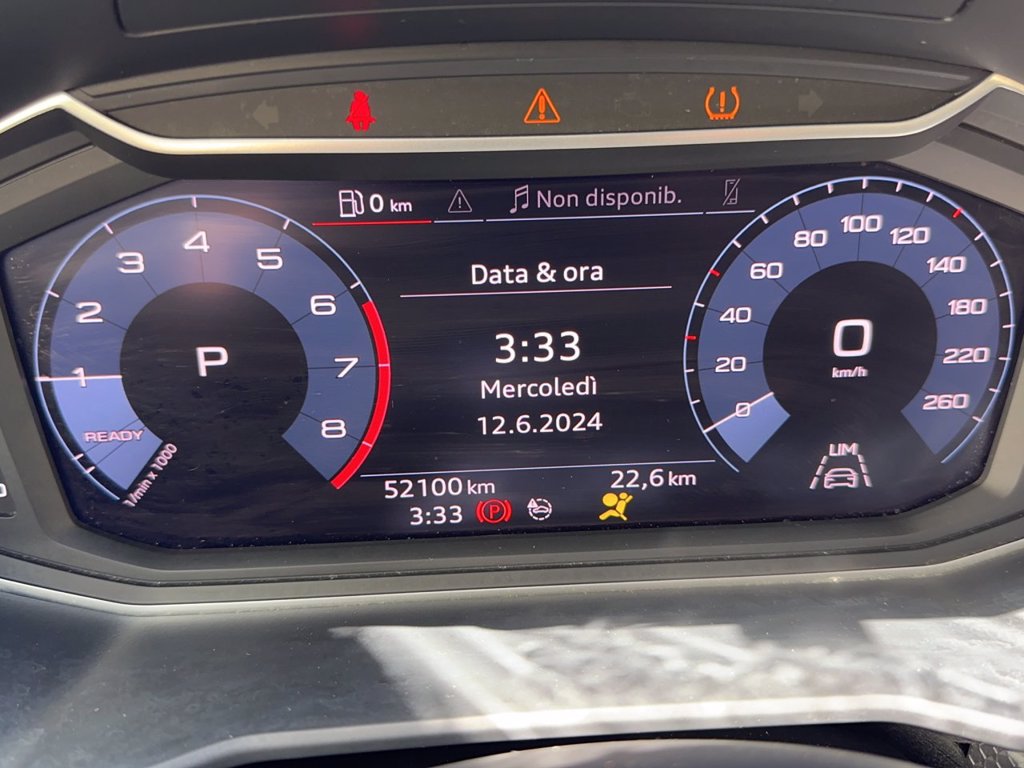 0 km
Non disponib.
Data & ora
3:33
Mercoledì
12.6.2024
52100 km
22,6 km
3:33
P
P
1
2
3
4
5
6
7
8
READY
1/min x 1000
0
20
40
60
80
100
120
140
180
220
260
0
km/h
LIM